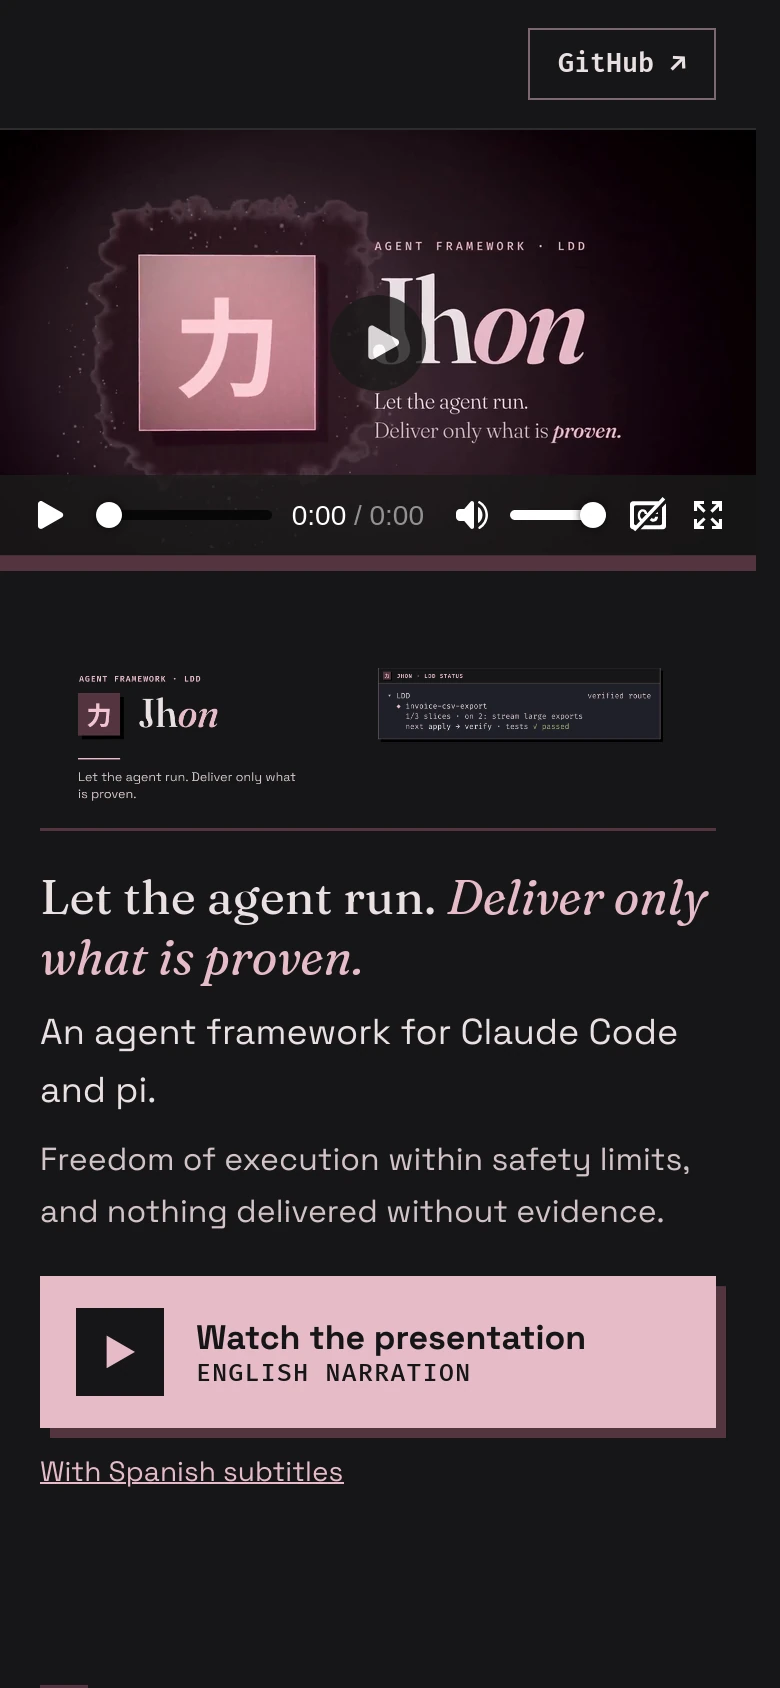 GitHub ↗
AGENT FRAMEWORK · LDD
力
Jhon
Let the agent run.
Deliver only what is proven.
0:00 / 0:00
AGENT FRAMEWORK · LDD
力 Jhon
Let the agent run. Deliver only what
is proven.
力 JHON · LDD STATUS
LDD verified route
◆ invoice-csv-export
1/3 slices · on 2: stream large exports
next apply → verify · tests √ passed
Let the agent run. Deliver only
what is proven.
An agent framework for Claude Code
and pi.
Freedom of execution within safety limits,
and nothing delivered without evidence.
Watch the presentation
ENGLISH NARRATION
With Spanish subtitles